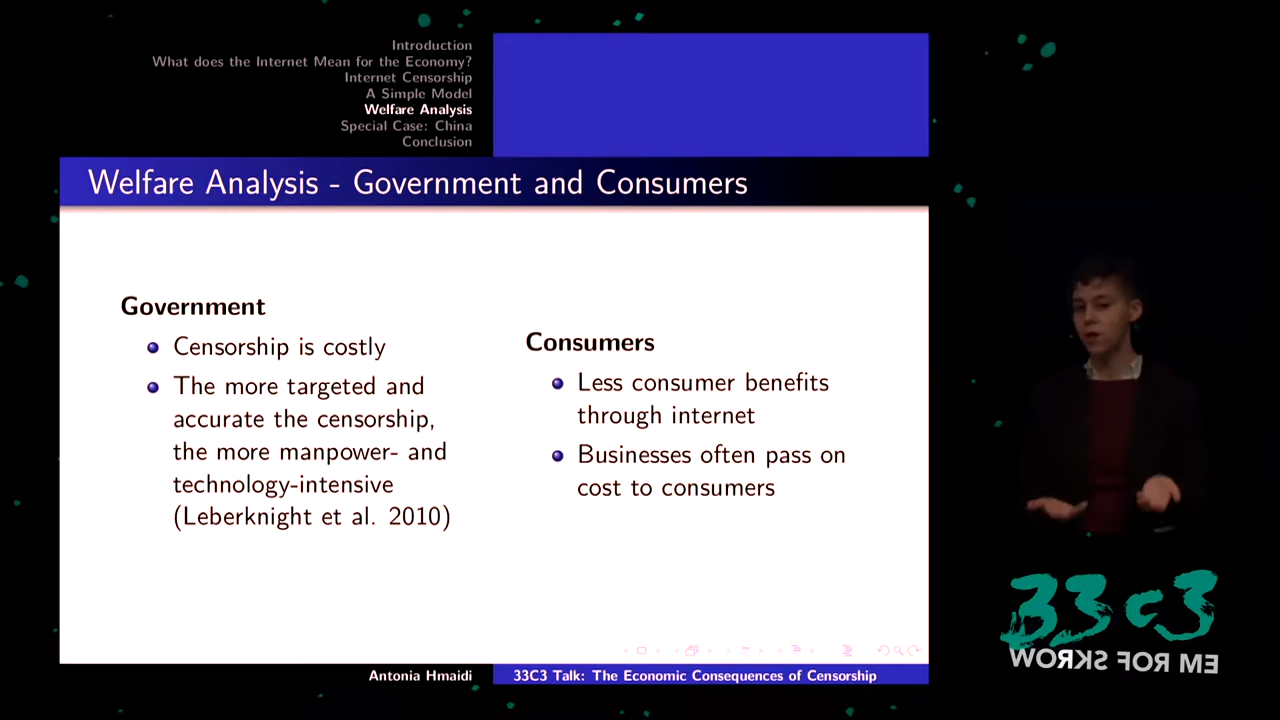 Introduction
What does the Internet Mean for the Economy?
Internet Censorship
A Simple Model
Welfare Analysis
Special Case: China
Conclusion
Welfare Analysis - Government and Consumers
Government
Censorship is costly
The more targeted and
accurate the censorship,
the more manpower- and
technology-intensive
(Leberknight et al. 2010)
Consumers
Less consumer benefits
through internet
Businesses often pass on
cost to consumers
Antonia Hmaidi
33C3 Talk: The Economic Consequences of Censorship
33c3
WORKS FOR ME